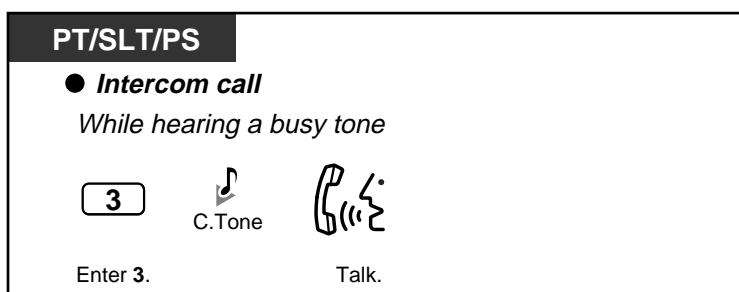 PT/SLT/PS
● Intercom call
While hearing a busy tone
3
C.Tone
Enter 3. Talk.